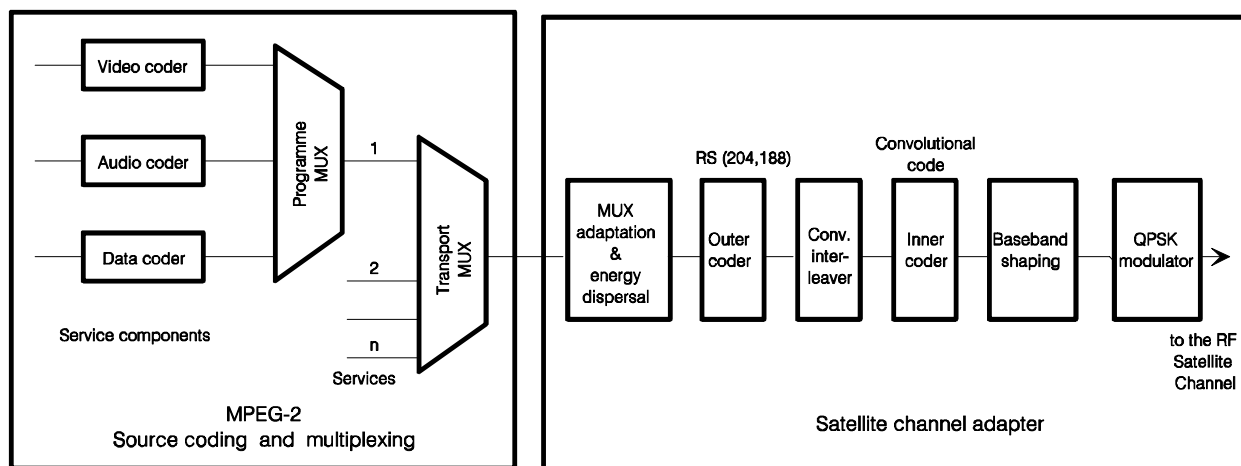 Video coder
Audio coder
Data coder
Service components
Programme
MUX
1
2
n
Services
Transport
MUX
MPEG-2
Source coding and multiplexing
MUX
adaptation
&
energy
dispersal
RS (204,188)
Outer
coder
Conv.
inter-
leaver
Convolutional
code
Inner
coder
Baseband
shaping
QPSK
modulator
to the RF
Satellite
Channel
Satellite channel adapter